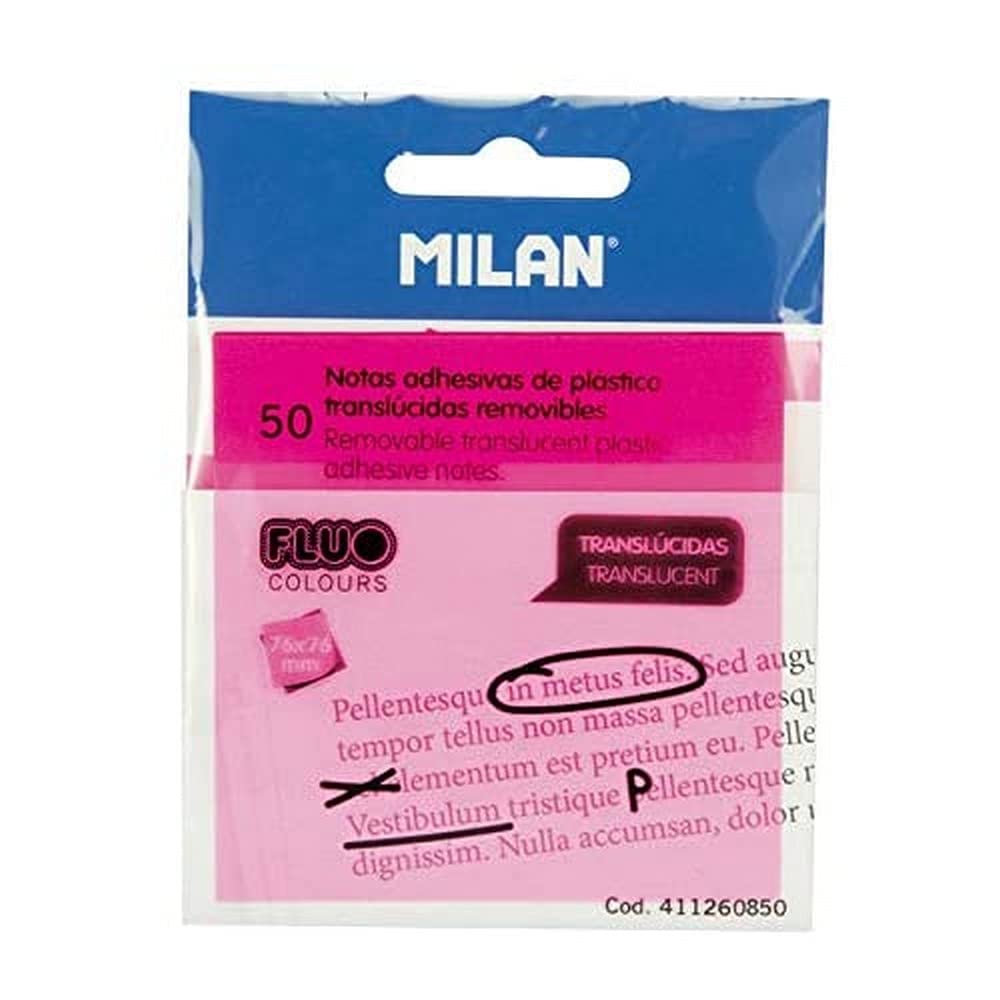 MILAN®
50
Notas adhesivas de plástico
translúcidas removibles
Removable translucent plastic
adhesive notes.
FLUO
COLOURS
TRANSLÚCIDAS
TRANSLUCENT
76x76
mm
Pellentesqu in metus felis. Sed augu
tempor tellus non massa pellentesqu
lementum est pretium eu. Pelle
Vestibulum tristique Pellentesque r
dignissim. Nulla accumsan, dolor u
Cod. 411260850